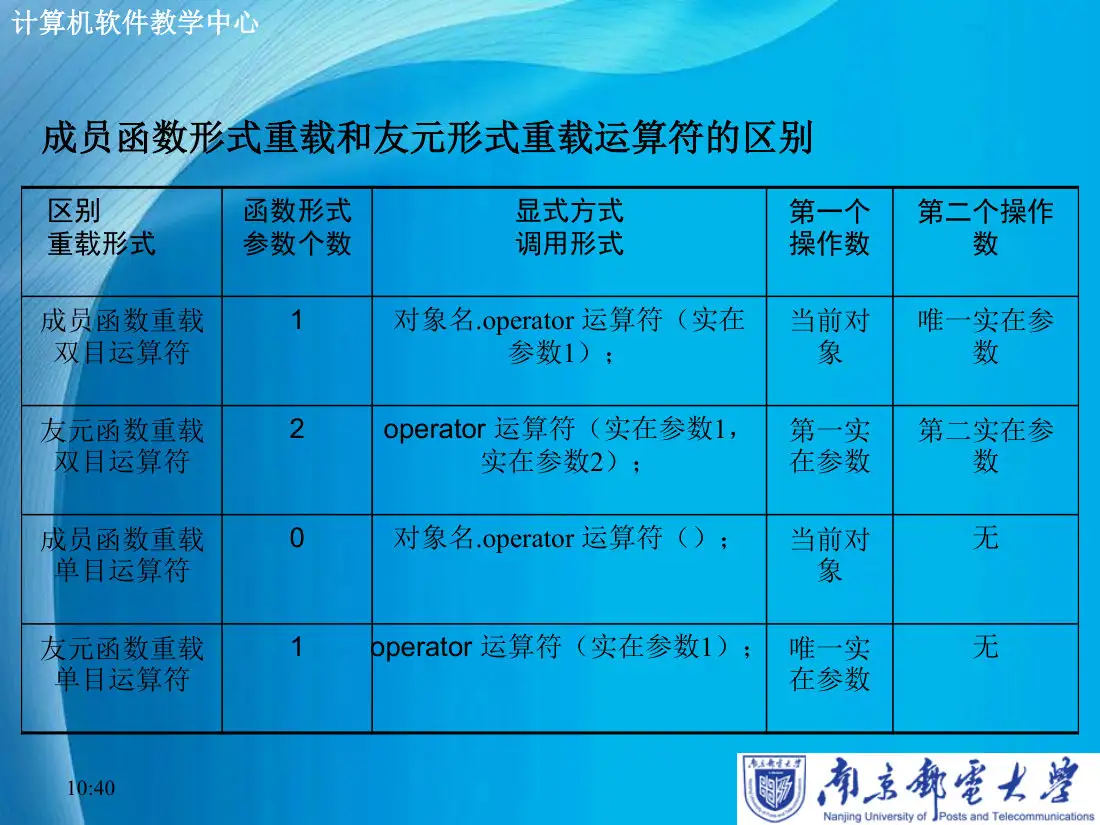 计算机软件教学中心
成员函数形式重载和友元形式重载运算符的区别
区别
重载形式
函数形式
参数个数
显式方式
调用形式
第一个
操作数
第二个操作
数
成员函数重载
双目运算符
1
对象名.operator 运算符（实在
参数1）；
当前对
象
唯一实在参
数
友元函数重载
双目运算符
2
operator 运算符（实在参数1，
实在参数2）；
第一实
在参数
第二实在参
数
成员函数重载
单目运算符
0
对象名.operator 运算符（）；
当前对
象
无
友元函数重载
单目运算符
1
operator 运算符（实在参数1）；
唯一实
在参数
无
10:40
南京郵電大學
Nanjing University of Posts and Telecommunications